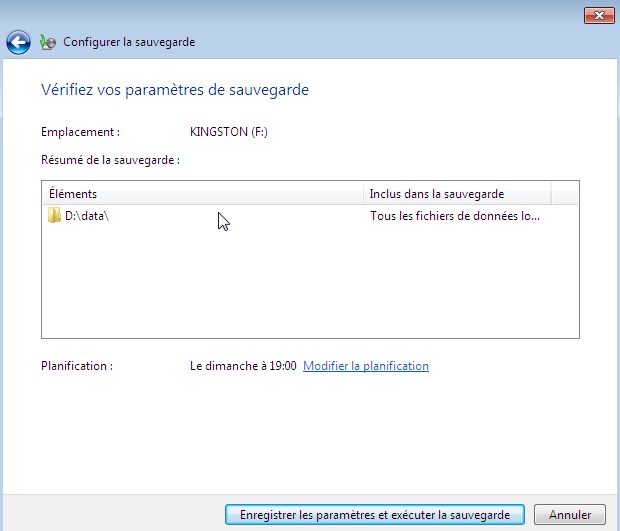 Configurer la sauvegarde
Vérifiez vos paramètres de sauvegarde
Emplacement : KINGSTON (F:)
Résumé de la sauvegarde :
Éléments Inclus dans la sauvegarde
D:\data\ Tous les fichiers de données lo...
Planification : Le dimanche à 19:00 Modifier la planification
Enregistrer les paramètres et exécuter la sauvegarde Annuler